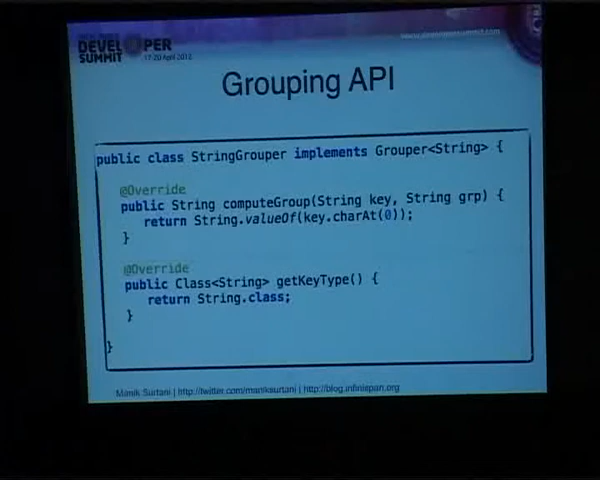 DEVEL PER
SUMMIT
Grouping API
public class StringGrouper implements Grouper<String> {
@Override
public String computeGroup(String key, String grp) {
return String.valueOf(key.charAt(0));
}
@Override
public Class<String> getKeyType() {
return String.class;
}
}
Manik Surtani | http://twitter.com/maniksurtani | http://blog.infinispan.org